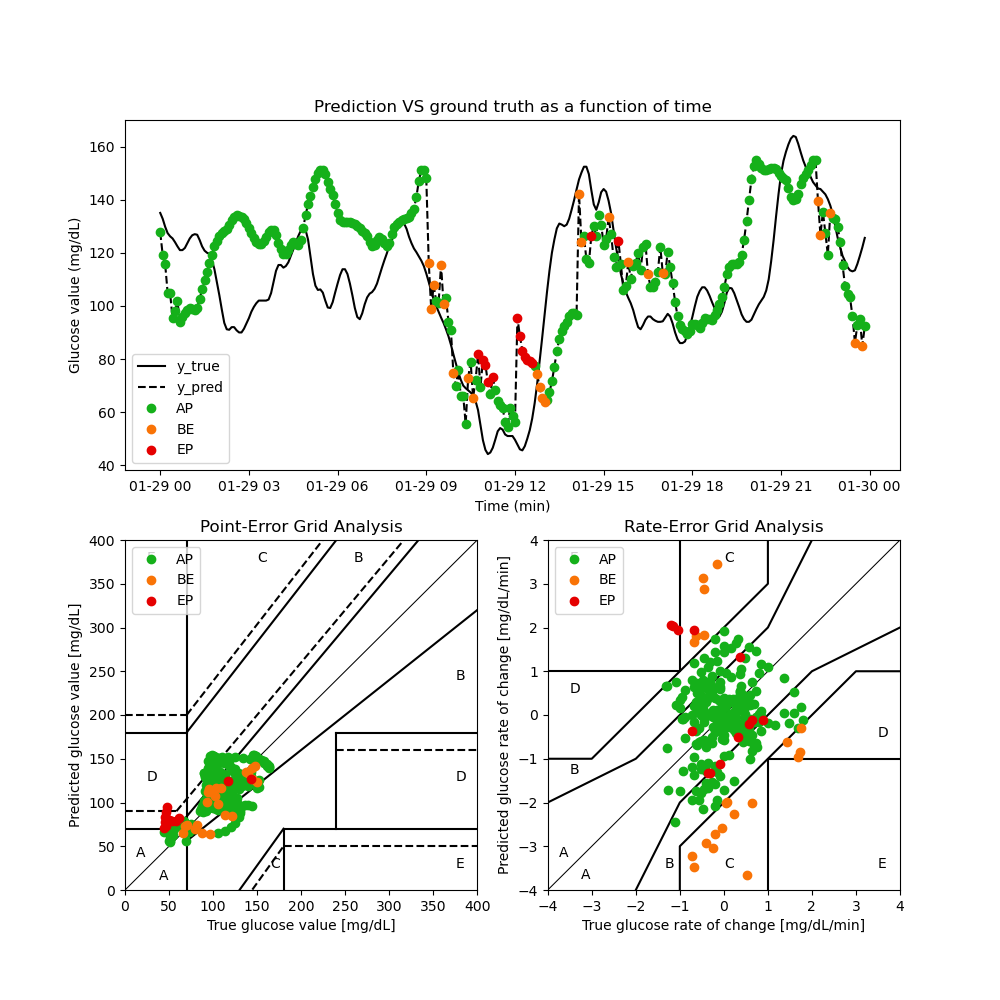 Prediction VS ground truth as a function of time
Glucose value (mg/dL)
160
140
120
100
80
60
40
y_true
y_pred
AP
BE
EP
01-29 00 01-29 03 01-29 06 01-29 09 01-29 12 01-29 15 01-29 18 01-29 21 01-30 00
Time (min)
Point-Error Grid Analysis
Predicted glucose value [mg/dL]
400
350
300
250
200
150
100
50
0
AP
BE
EP
C B
B
D D
A
A C E
0 50 100 150 200 250 300 350 400
True glucose value [mg/dL]
Rate-Error Grid Analysis
Predicted glucose rate of change [mg/dL/min]
4
3
2
1
0
−1
−2
−3
−4
AP
BE
EP
C
D
D
B
A
A B C E
−4 −3 −2 −1 0 1 2 3 4
True glucose rate of change [mg/dL/min]